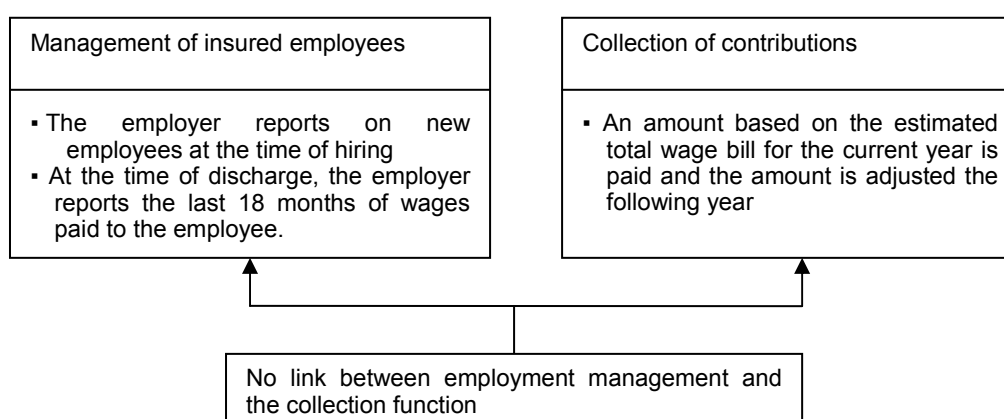 Management of insured employees
▪ The employer reports on new
employees at the time of hiring
▪ At the time of discharge, the employer
reports the last 18 months of wages
paid to the employee.
Collection of contributions
▪ An amount based on the estimated
total wage bill for the current year is
paid and the amount is adjusted the
following year
No link between employment management and
the collection function